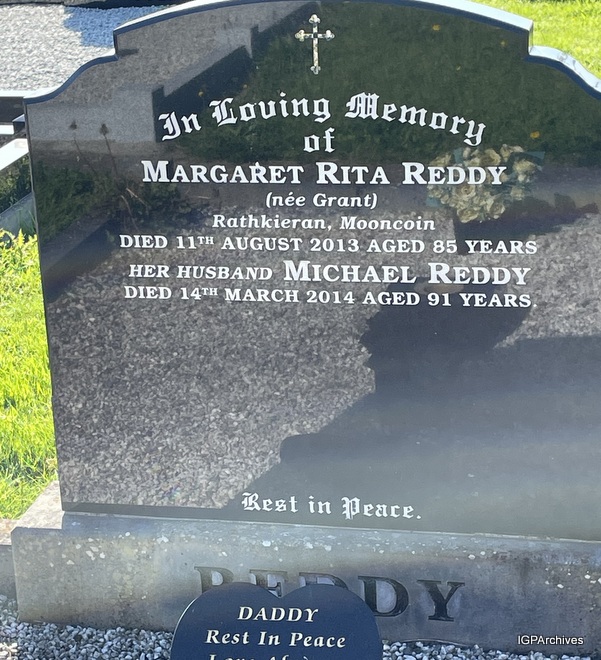 In Loving Memory
of
MARGARET RITA REDDY
(née Grant)
Rathkieran, Mooncoin
DIED 11TH AUGUST 2013 AGED 85 YEARS
HER HUSBAND MICHAEL REDDY
DIED 14TH MARCH 2014 AGED 91 YEARS.
Rest in Peace.
REDDY
DADDY
Rest In Peace
IGPArchives